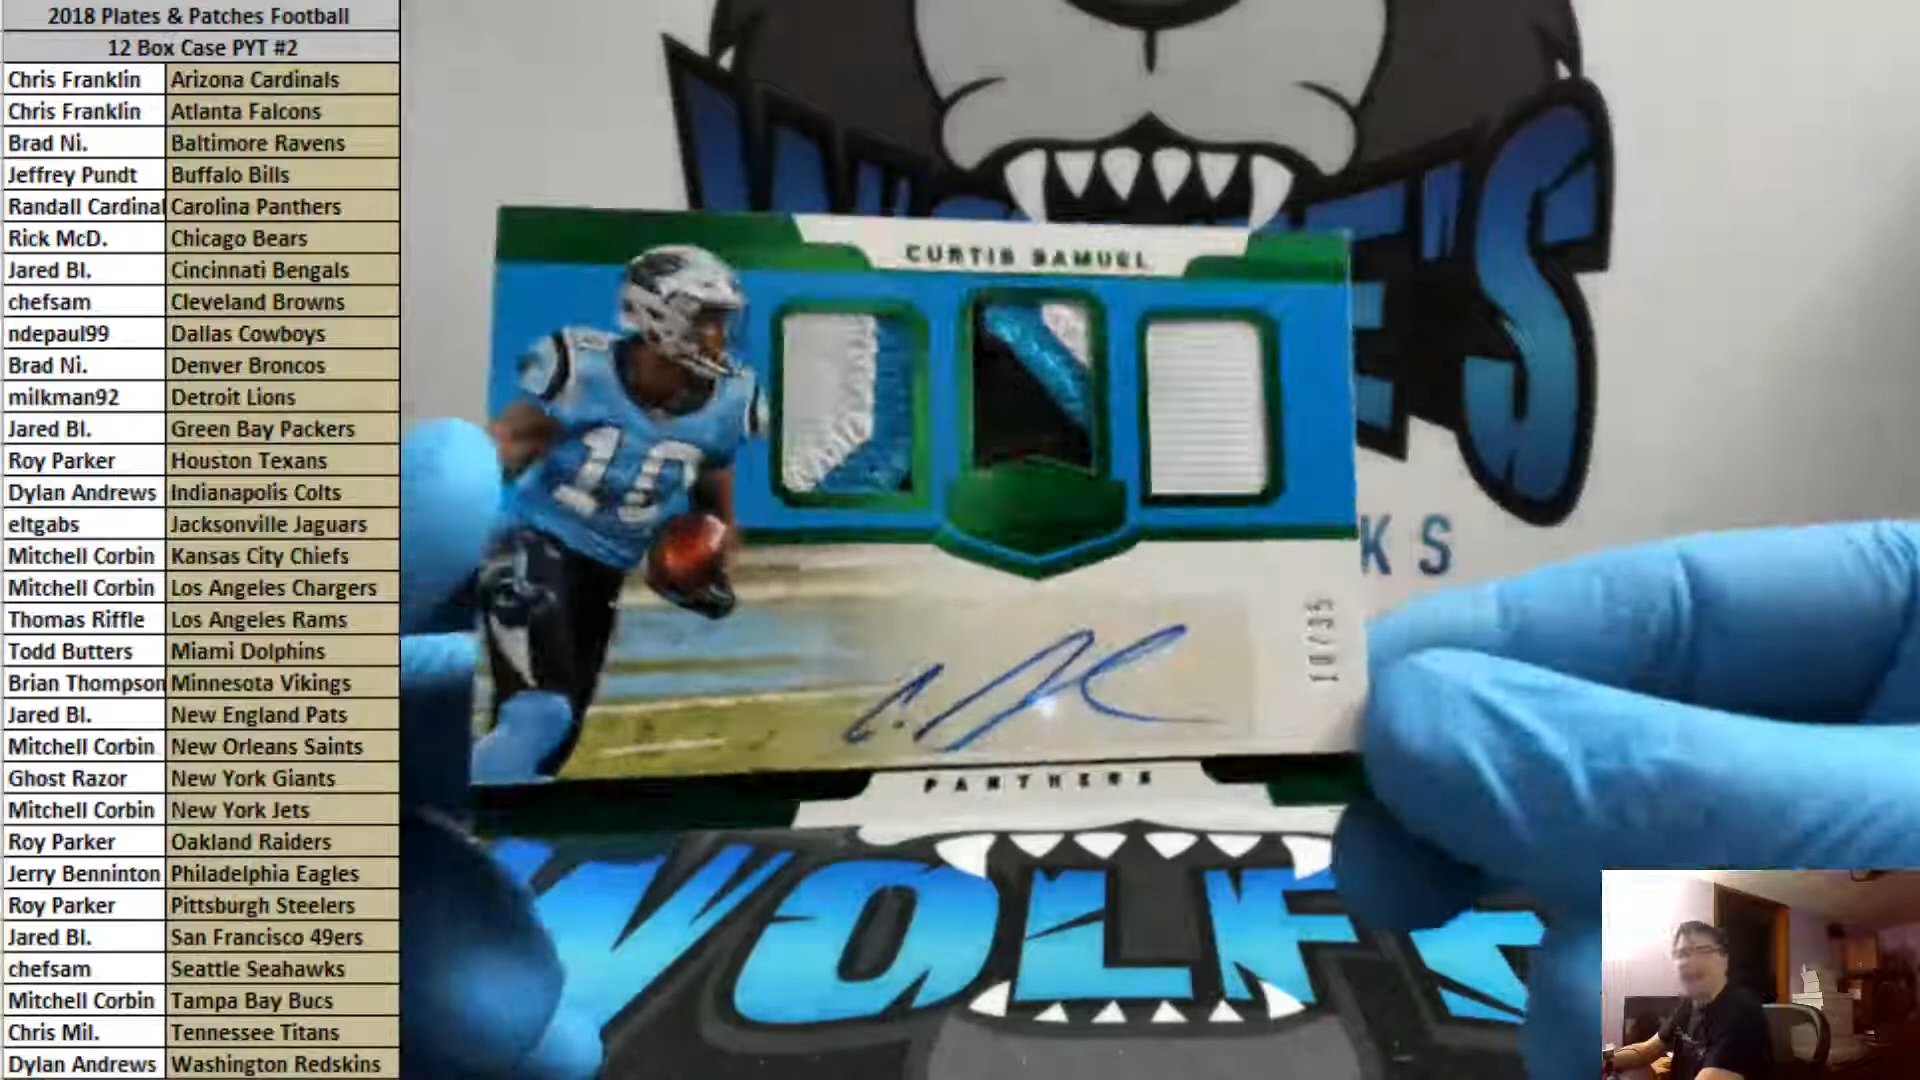 2018 Plates & Patches Football
12 Box Case PYT #2
Chris Franklin Arizona Cardinals
Chris Franklin Atlanta Falcons
Brad Ni. Baltimore Ravens
Jeffrey Pundt Buffalo Bills
Randall Cardinal Carolina Panthers
Rick McD. Chicago Bears
Jared Bl. Cincinnati Bengals
chefsam Cleveland Browns
ndepaul99 Dallas Cowboys
Brad Ni. Denver Broncos
milkman92 Detroit Lions
Jared Bl. Green Bay Packers
Roy Parker Houston Texans
Dylan Andrews Indianapolis Colts
eltgabs Jacksonville Jaguars
Mitchell Corbin Kansas City Chiefs
Mitchell Corbin Los Angeles Chargers
Thomas Riffle Los Angeles Rams
Todd Butters Miami Dolphins
Brian Thompson Minnesota Vikings
Jared Bl. New England Pats
Mitchell Corbin New Orleans Saints
Ghost Razor New York Giants
Mitchell Corbin New York Jets
Roy Parker Oakland Raiders
Jerry Benninton Philadelphia Eagles
Roy Parker Pittsburgh Steelers
Jared Bl. San Francisco 49ers
chefsam Seattle Seahawks
Mitchell Corbin Tampa Bay Bucs
Chris Mil. Tennessee Titans
Dylan Andrews Washington Redskins
CURTIS SAMUEL
10
10/35
PANTHERS
KS
WOLF